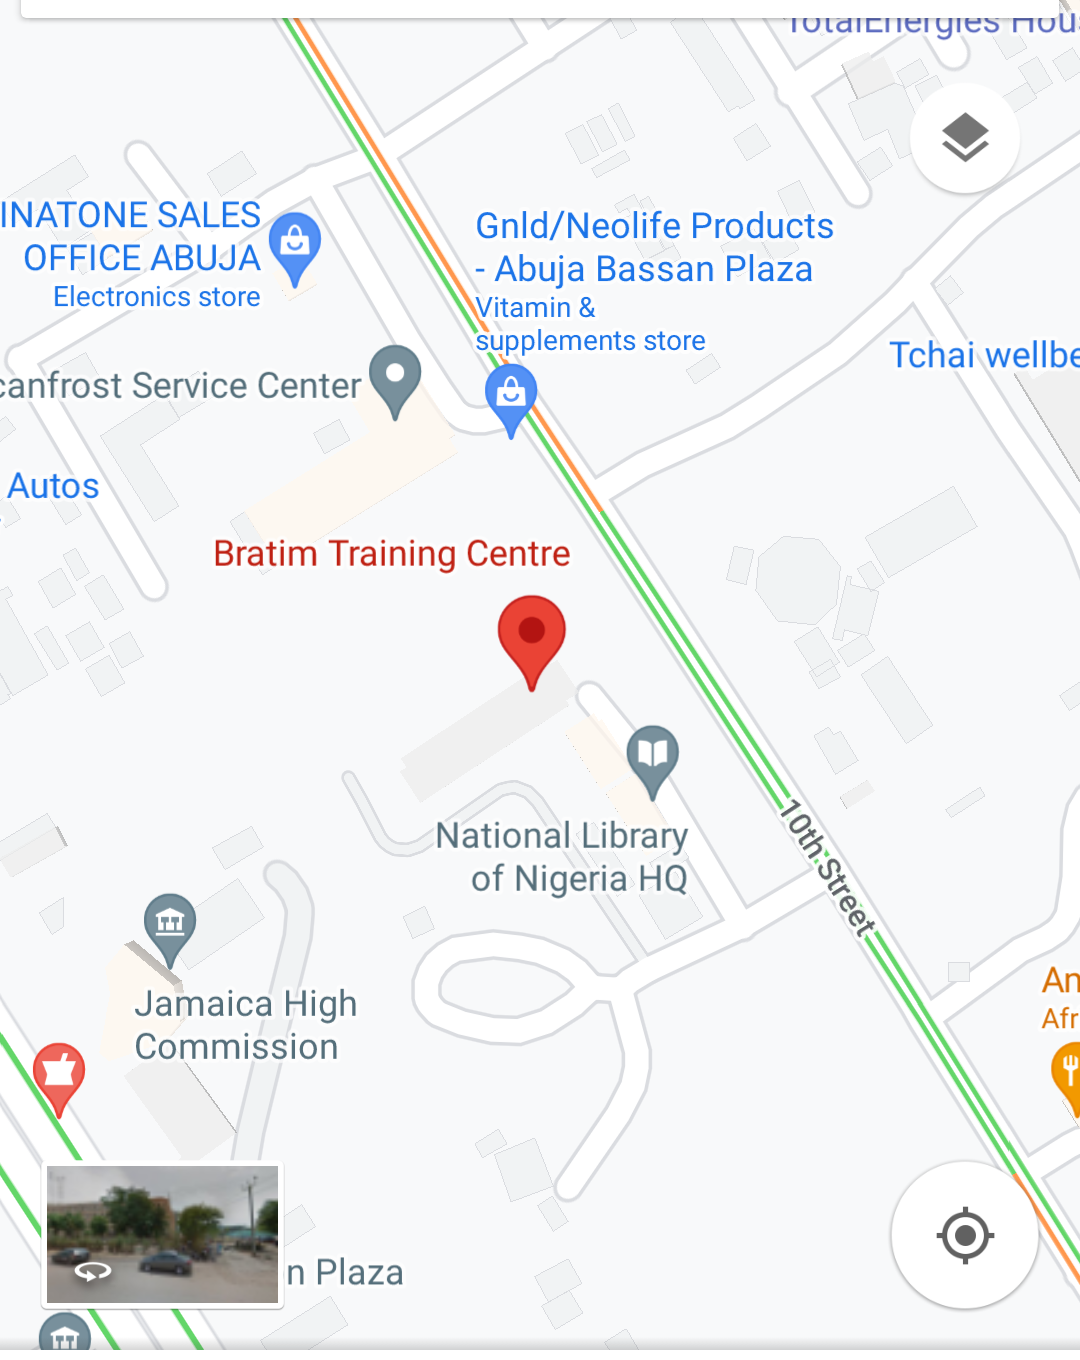 TotalEnergies Hou
INATONE SALES
OFFICE ABUJA
Electronics store
Gnld/Neolife Products
- Abuja Bassan Plaza
Vitamin &
supplements store
Tchai wellbe
canfrost Service Center
Autos
Bratim Training Centre
National Library
of Nigeria HQ
10th Street
Jamaica High
Commission
An
Afr
n Plaza